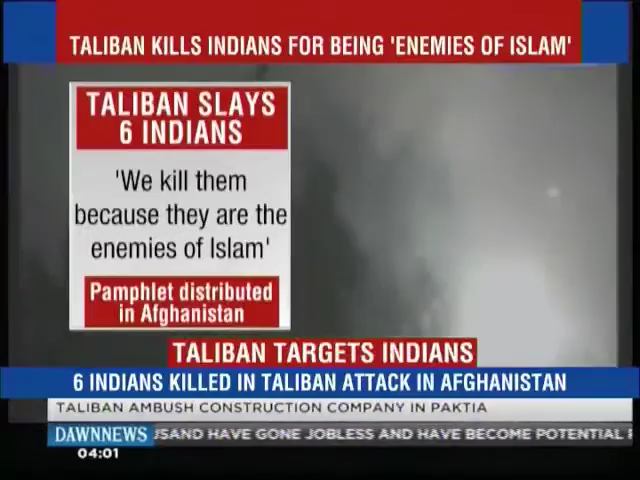 TALIBAN KILLS INDIANS FOR BEING 'ENEMIES OF ISLAM'
TALIBAN SLAYS
6 INDIANS
'We kill them
because they are the
enemies of Islam'
Pamphlet distributed
in Afghanistan
TALIBAN TARGETS INDIANS
6 INDIANS KILLED IN TALIBAN ATTACK IN AFGHANISTAN
TALIBAN AMBUSH CONSTRUCTION COMPANY IN PAKTIA
DAWNNEWS USAND HAVE GONE JOBLESS AND HAVE BECOME POTENTIAL
04:01